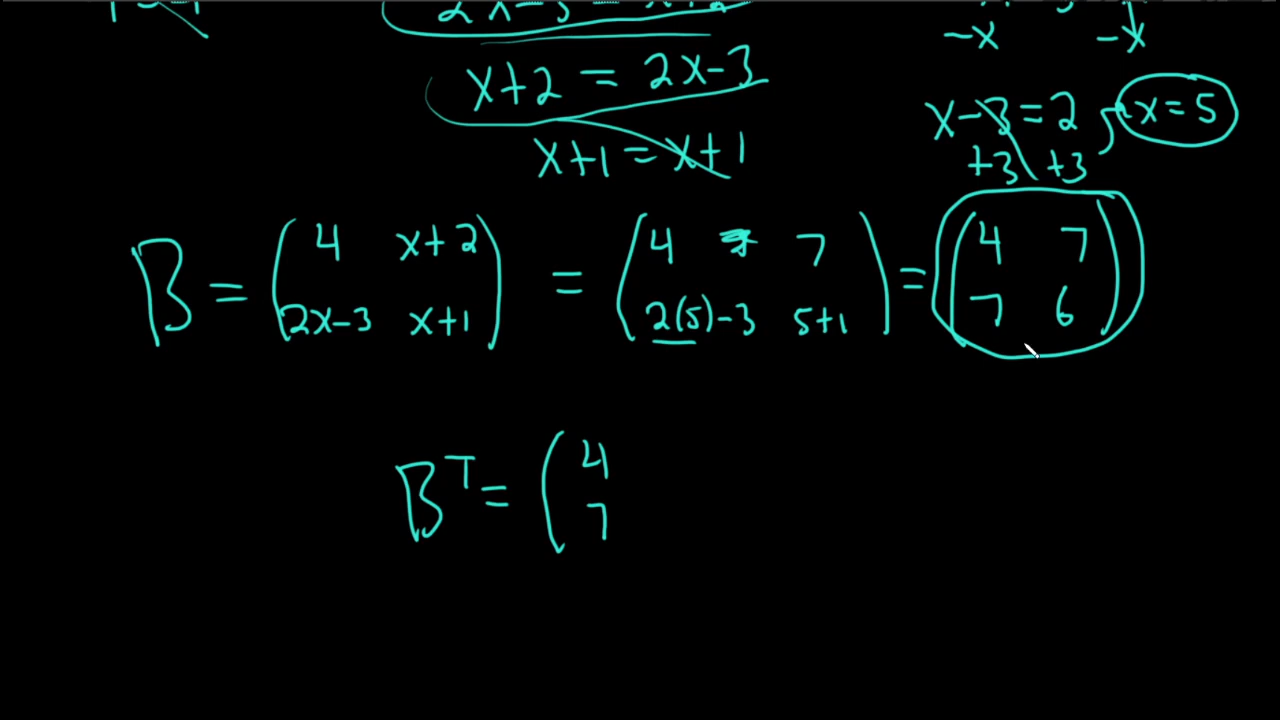 -x -x
x+2 = 2x-3
x-3=2 x=5
x+1=x+1
+3 +3
B = (4 x+2 = (4 7 = (4 7)
2x-3 x+1) 2(5)-3 5+1) 7 6)
B^T = (4
7